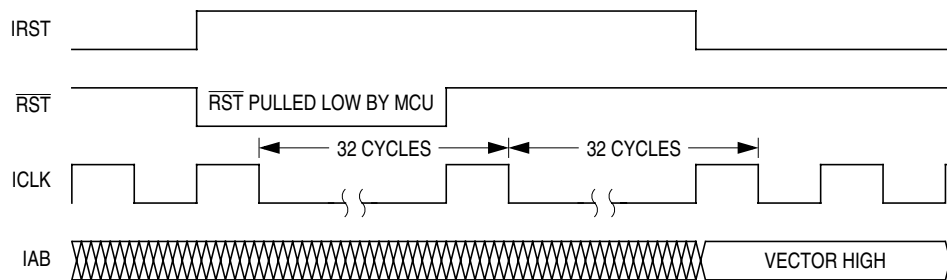 IRST
RST
RST PULLED LOW BY MCU
32 CYCLES
32 CYCLES
ICLK
IAB
VECTOR HIGH